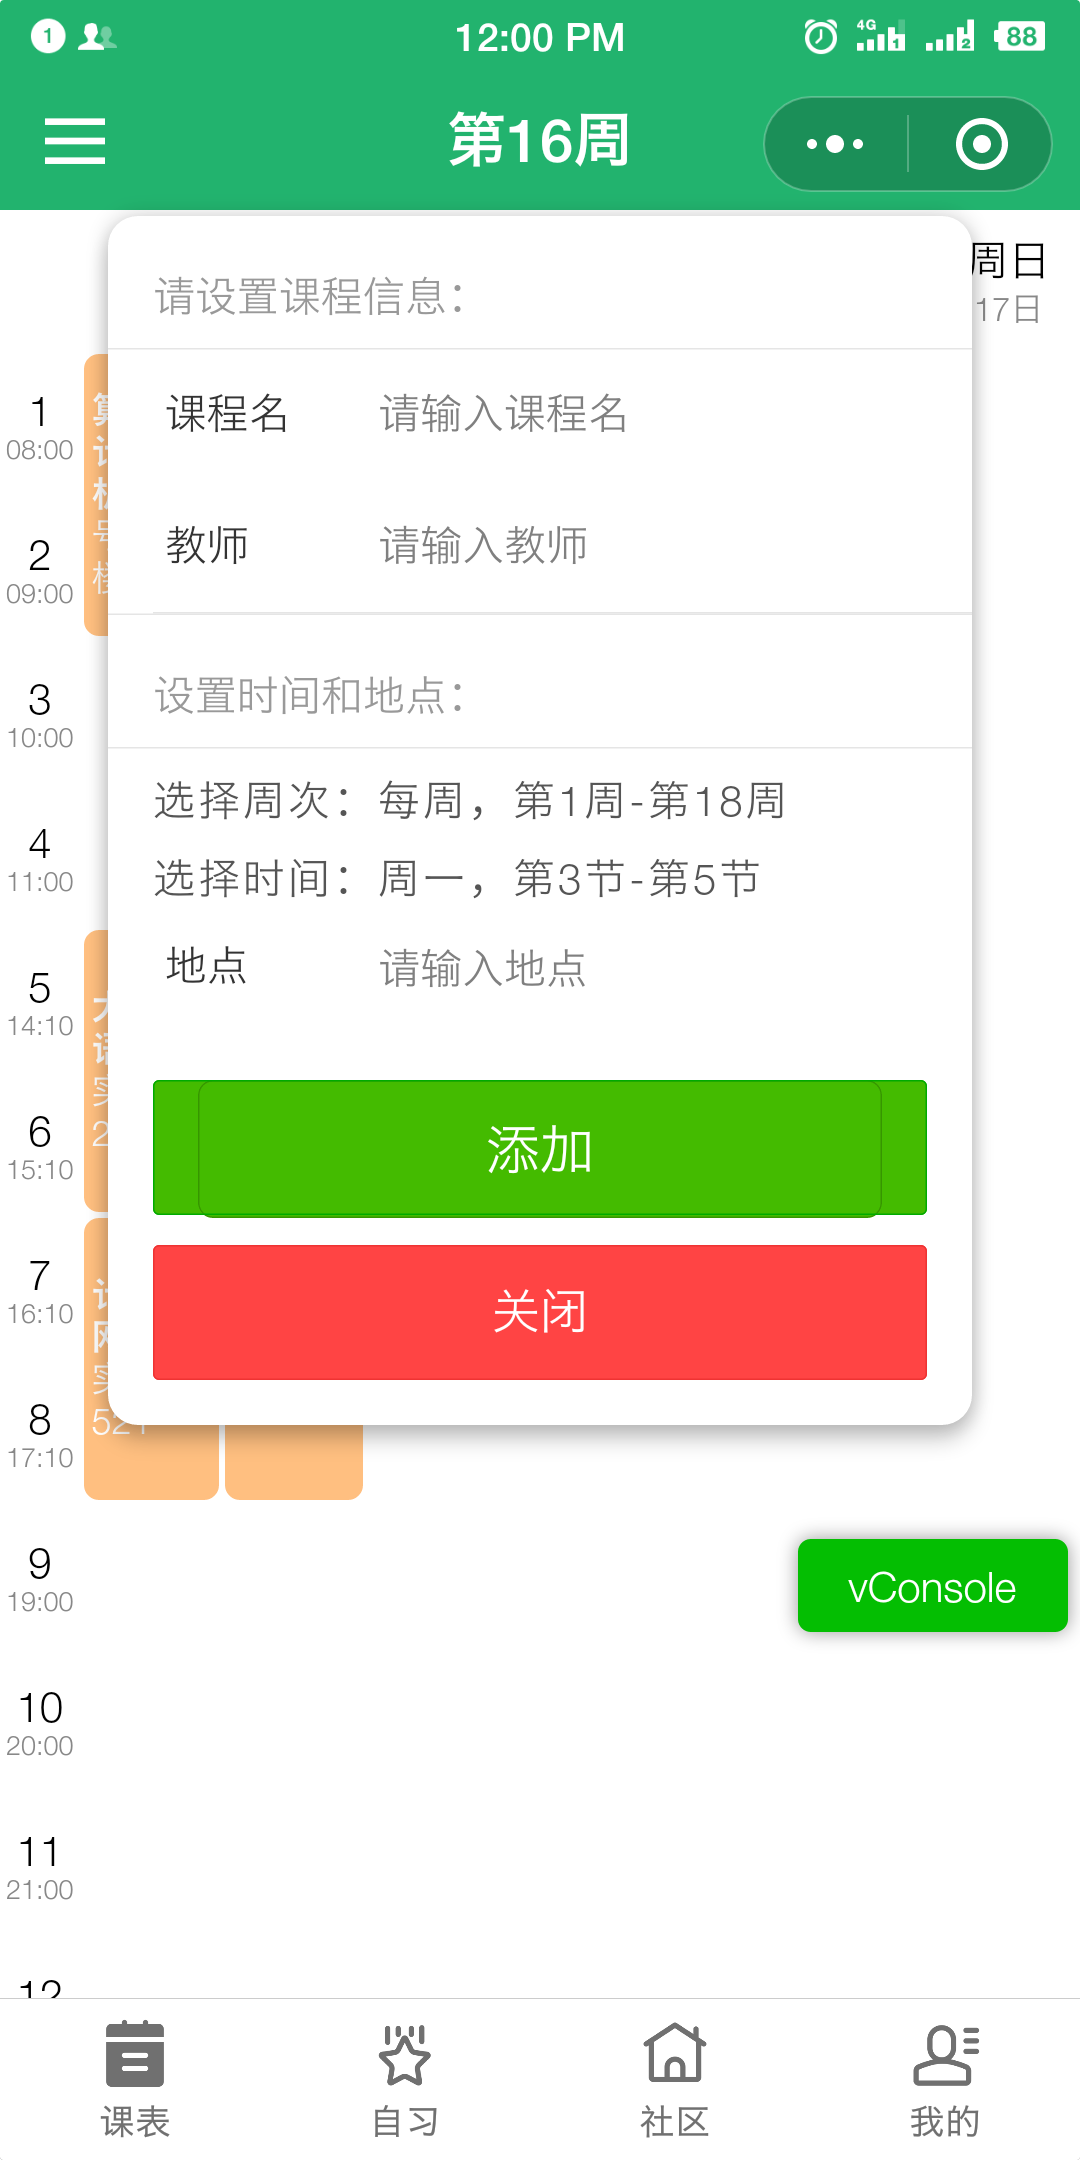 1
12:00 PM
4G 1 2 88
第16周
周日
17日
请设置课程信息：
课程名 请输入课程名
教师 请输入教师
设置时间和地点：
选择周次： 每周，第1周-第18周
选择时间： 周一，第3节-第5节
地点 请输入地点
添加
关闭
1
08:00
2
09:00
3
10:00
4
11:00
5
14:10
6
15:10
7
16:10
8
17:10
9
19:00
10
20:00
11
21:00
12
vConsole
课表 自习 社区 我的